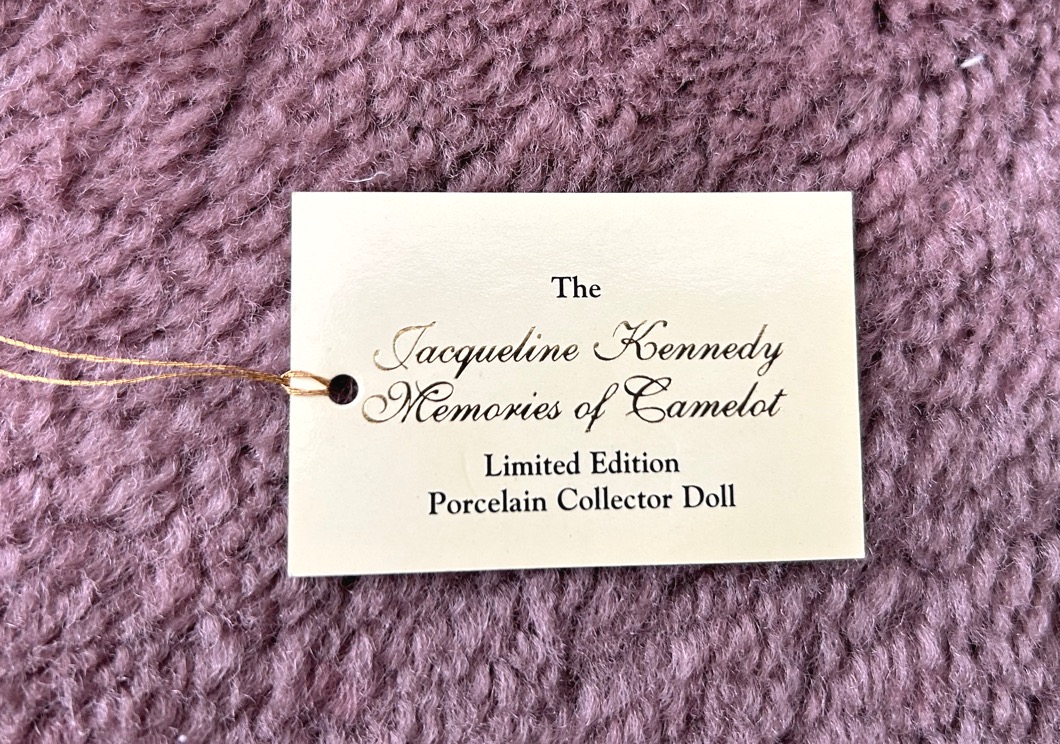 The
Jacqueline Kennedy
Memories of Camelot
Limited Edition
Porcelain Collector Doll